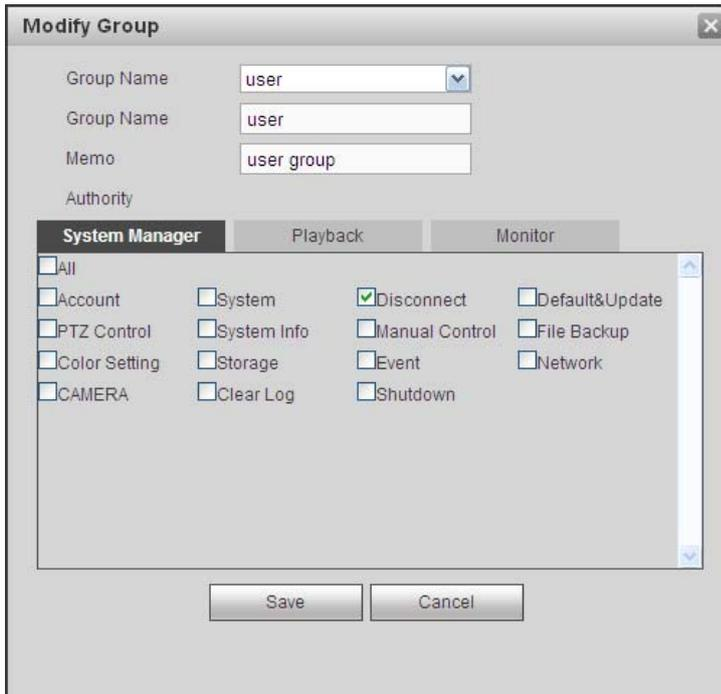 Modify Group
Group Name user
Group Name user
Memo user group
Authority
System Manager Playback Monitor
All
Account System Disconnect Default&Update
PTZ Control System Info Manual Control File Backup
Color Setting Storage Event Network
CAMERA Clear Log Shutdown
Save Cancel